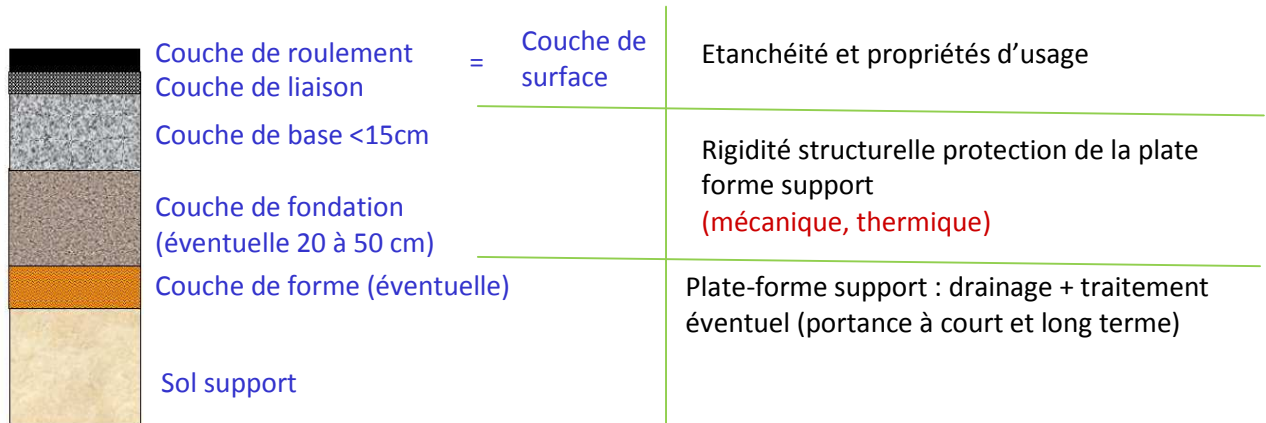 Couche de roulement
Couche de liaison
=
Couche de
surface
Etanchéité et propriétés d’usage
Couche de base <15cm
Couche de fondation
(éventuelle 20 à 50 cm)
Rigidité structurelle protection de la plate
forme support
(mécanique, thermique)
Couche de forme (éventuelle)
Sol support
Plate-forme support : drainage + traitement
éventuel (portance à court et long terme)